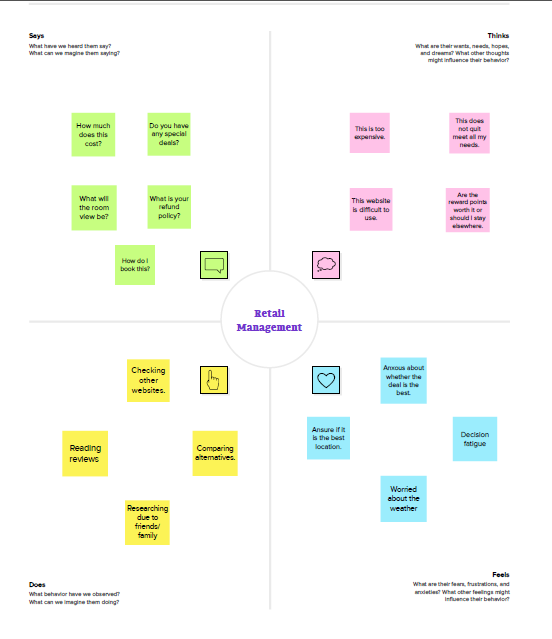 Says
What have we heard them say?
What can we imagine them saying?
Thinks
What are their wants, needs, hopes,
and dreams? What other thoughts
might influence their behavior?
How much
does this
cost?
Do you have
any special
deals?
This is too
expensive.
This does
not quit
meet all my
needs.
What will
the room
view be?
What is your
refund
policy?
This website
is difficult to
use.
Are the
reward points
worth it or
should I stay
elsewhere.
How do I
book this?
Retail
Management
Checking
other
websites.
Anxous about
whether the
deal is the
best.
Reading
reviews
Comparing
alternatives.
Ansure if it
is the best
location.
Decision
fatigue
Researching
due to
friends/
family
Worried
about the
weather
Does
What behavior have we observed?
What can we imagine them doing?
Feels
What are their fears, frustrations, and
anxieties? What other feelings might
influence their behavior?